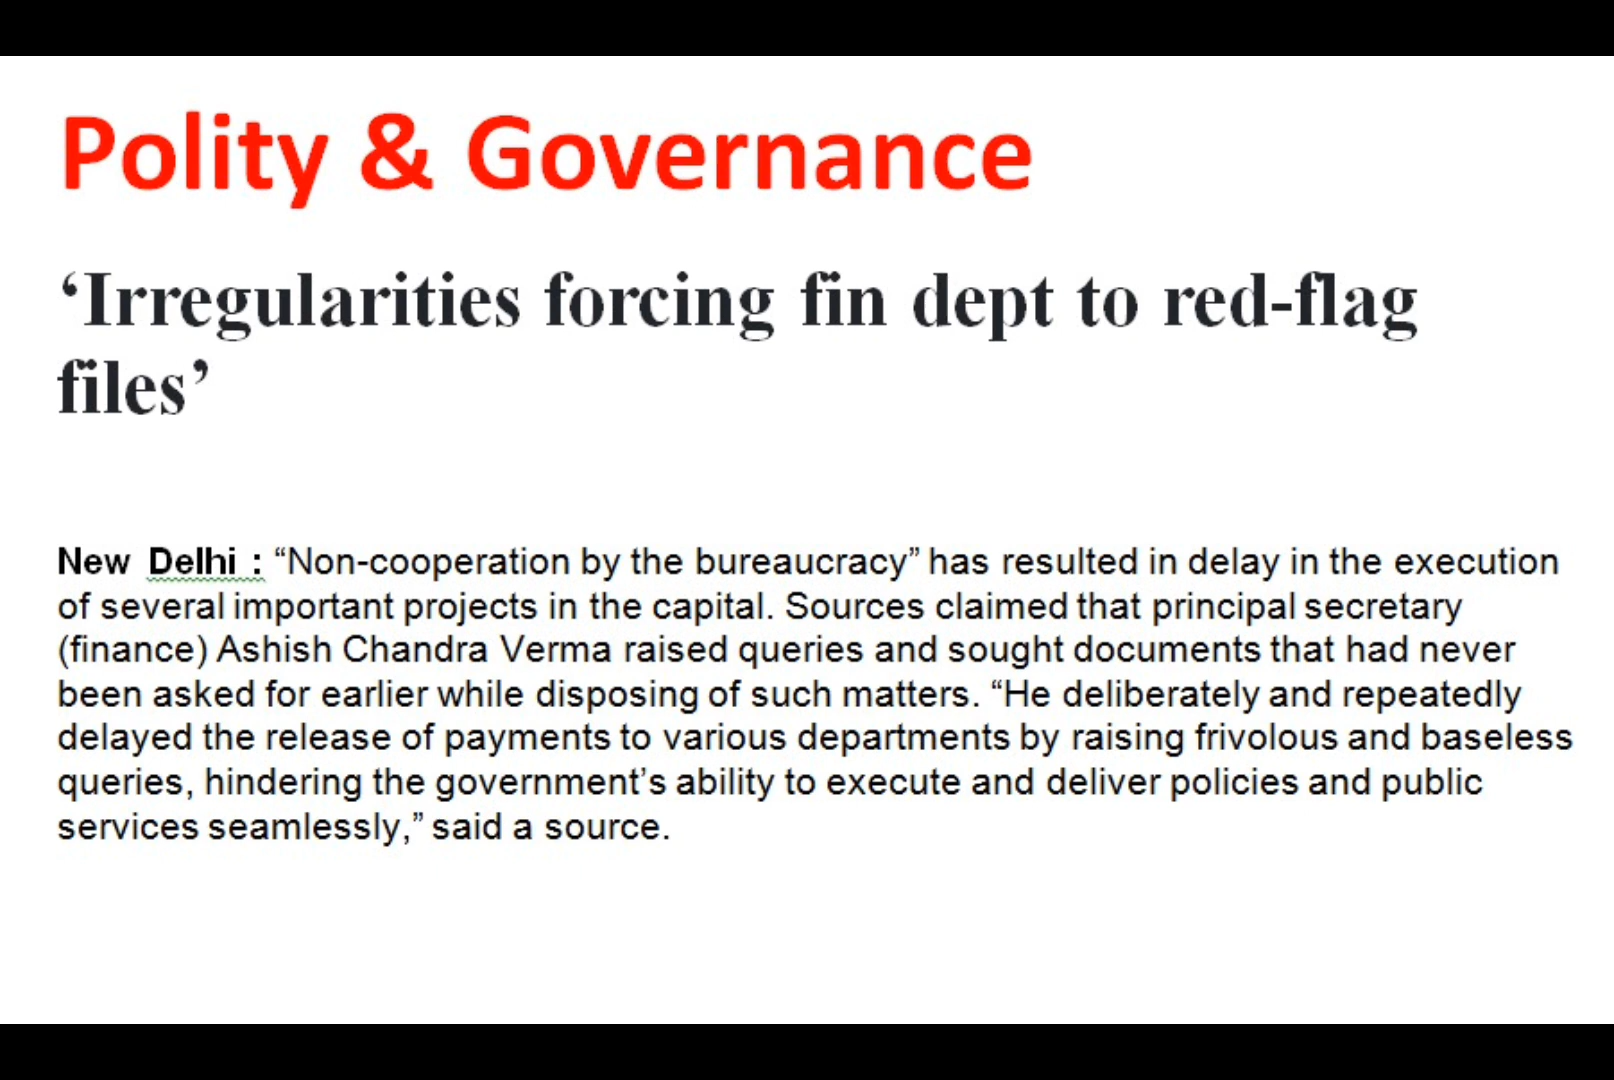 Polity & Governance
‘Irregularities forcing fin dept to red-flag
files’
New Delhi : “Non-cooperation by the bureaucracy” has resulted in delay in the execution
of several important projects in the capital. Sources claimed that principal secretary
(finance) Ashish Chandra Verma raised queries and sought documents that had never
been asked for earlier while disposing of such matters. “He deliberately and repeatedly
delayed the release of payments to various departments by raising frivolous and baseless
queries, hindering the government’s ability to execute and deliver policies and public
services seamlessly,” said a source.